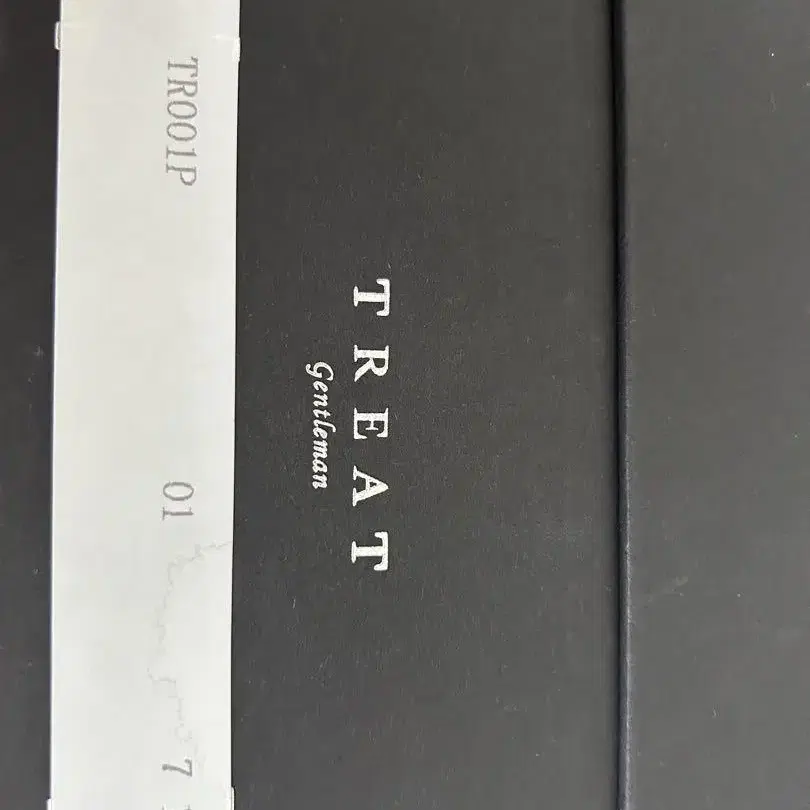 TREAT
Gentleman
TR001P 01 7